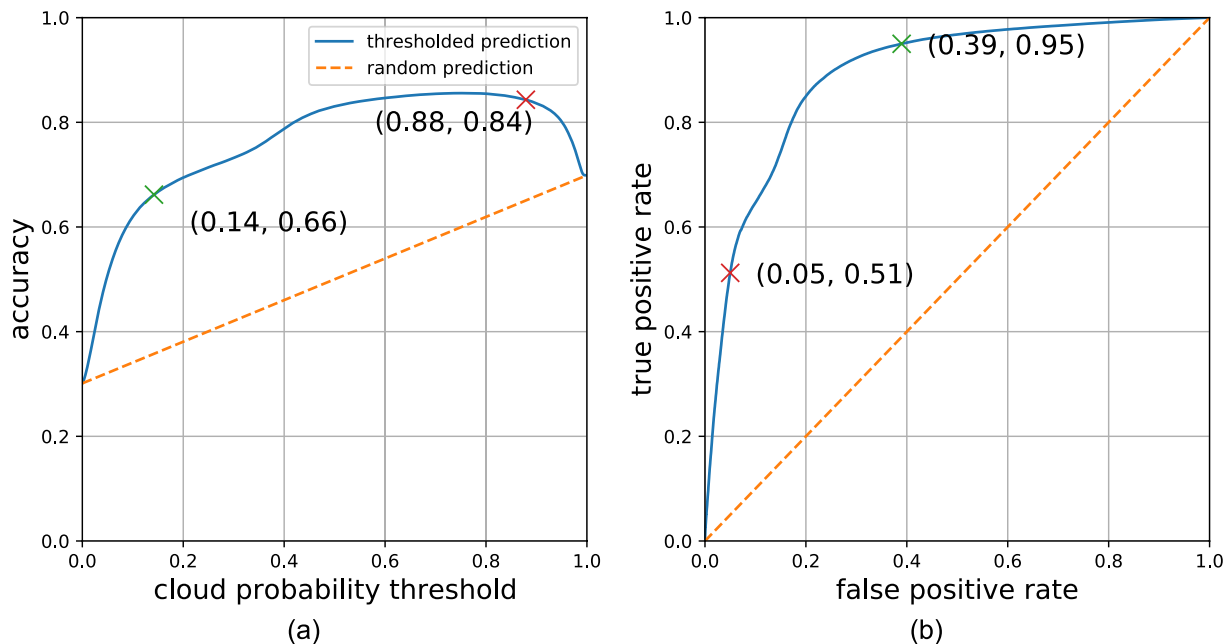 1.0
0.8
0.6
0.4
0.2
0.0
accuracy
thresholded prediction
random prediction
(0.88, 0.84)
(0.14, 0.66)
0.0 0.2 0.4 0.6 0.8 1.0
cloud probability threshold
(a)
1.0
0.8
0.6
0.4
0.2
0.0
true positive rate
(0.39, 0.95)
(0.05, 0.51)
0.0 0.2 0.4 0.6 0.8 1.0
false positive rate
(b)